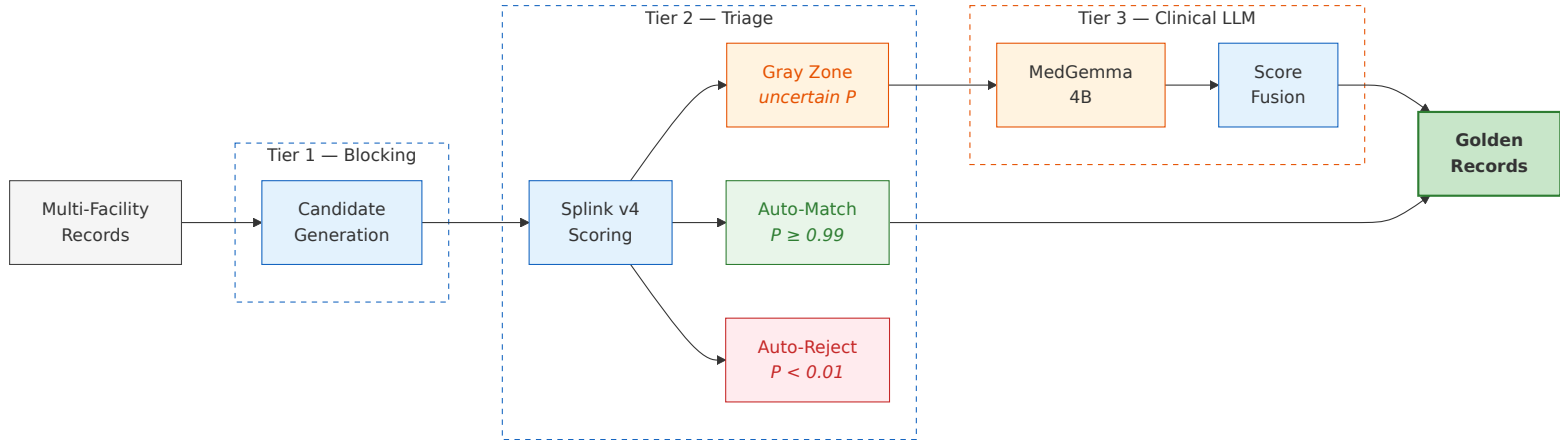 Multi-Facility
Records
Tier 1 — Blocking
Candidate
Generation
Tier 2 — Triage
Splink v4
Scoring
Gray Zone
uncertain P
Auto-Match
P ≥ 0.99
Auto-Reject
P < 0.01
Tier 3 — Clinical LLM
MedGemma
4B
Score
Fusion
Golden
Records